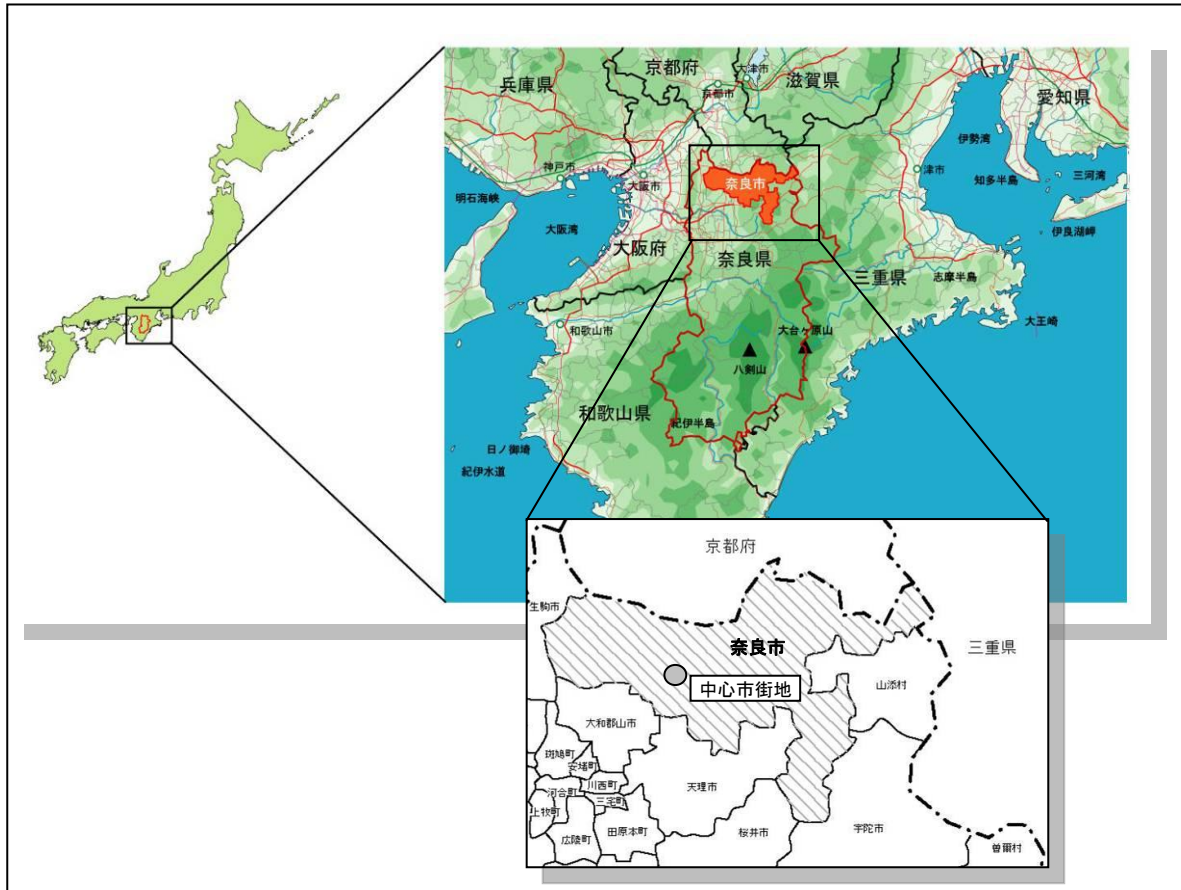 京都府
大津市
滋賀県
兵庫県
京都市
愛知県
伊勢湾
神戸市
大阪市
奈良市
津市
知多半島
三河湾
明石海峡
大阪湾
伊良湖岬
大阪府
奈良県
三重県
志摩半島
和歌山市
大台ヶ原山
大王崎
八剣山
和歌山県
紀伊半島
日ノ御埼
紀伊水道
京都府
生駒市
奈良市
三重県
中心市街地
山添村
大和郡山市
斑鳩町
安堵町
川西町
天理市
河合町
三宅町
上牧町
広陵町
田原本町
桜井市
宇陀市
曽爾村